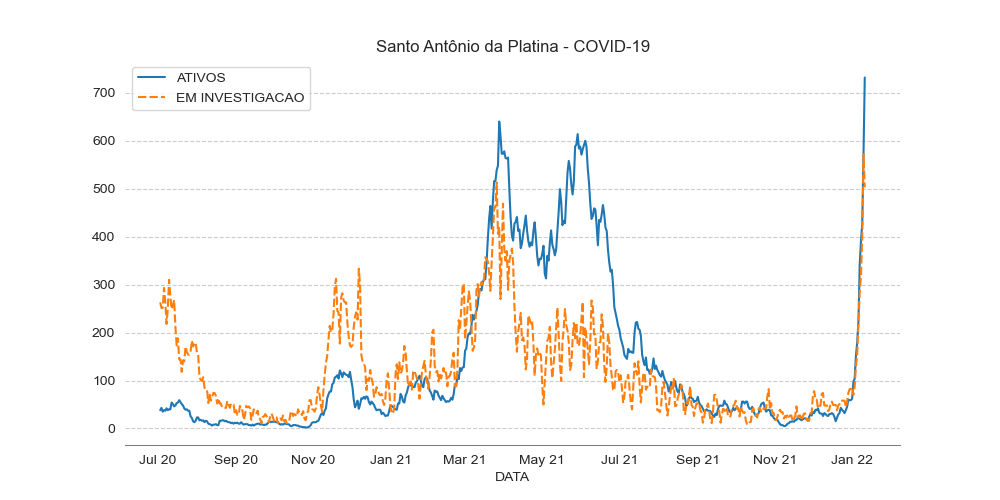 Santo Antônio da Platina - COVID-19
ATIVOS
EM INVESTIGACAO
700
600
500
400
300
200
100
0
Jul 20 Sep 20 Nov 20 Jan 21 Mar 21 May 21 Jul 21 Sep 21 Nov 21 Jan 22
DATA